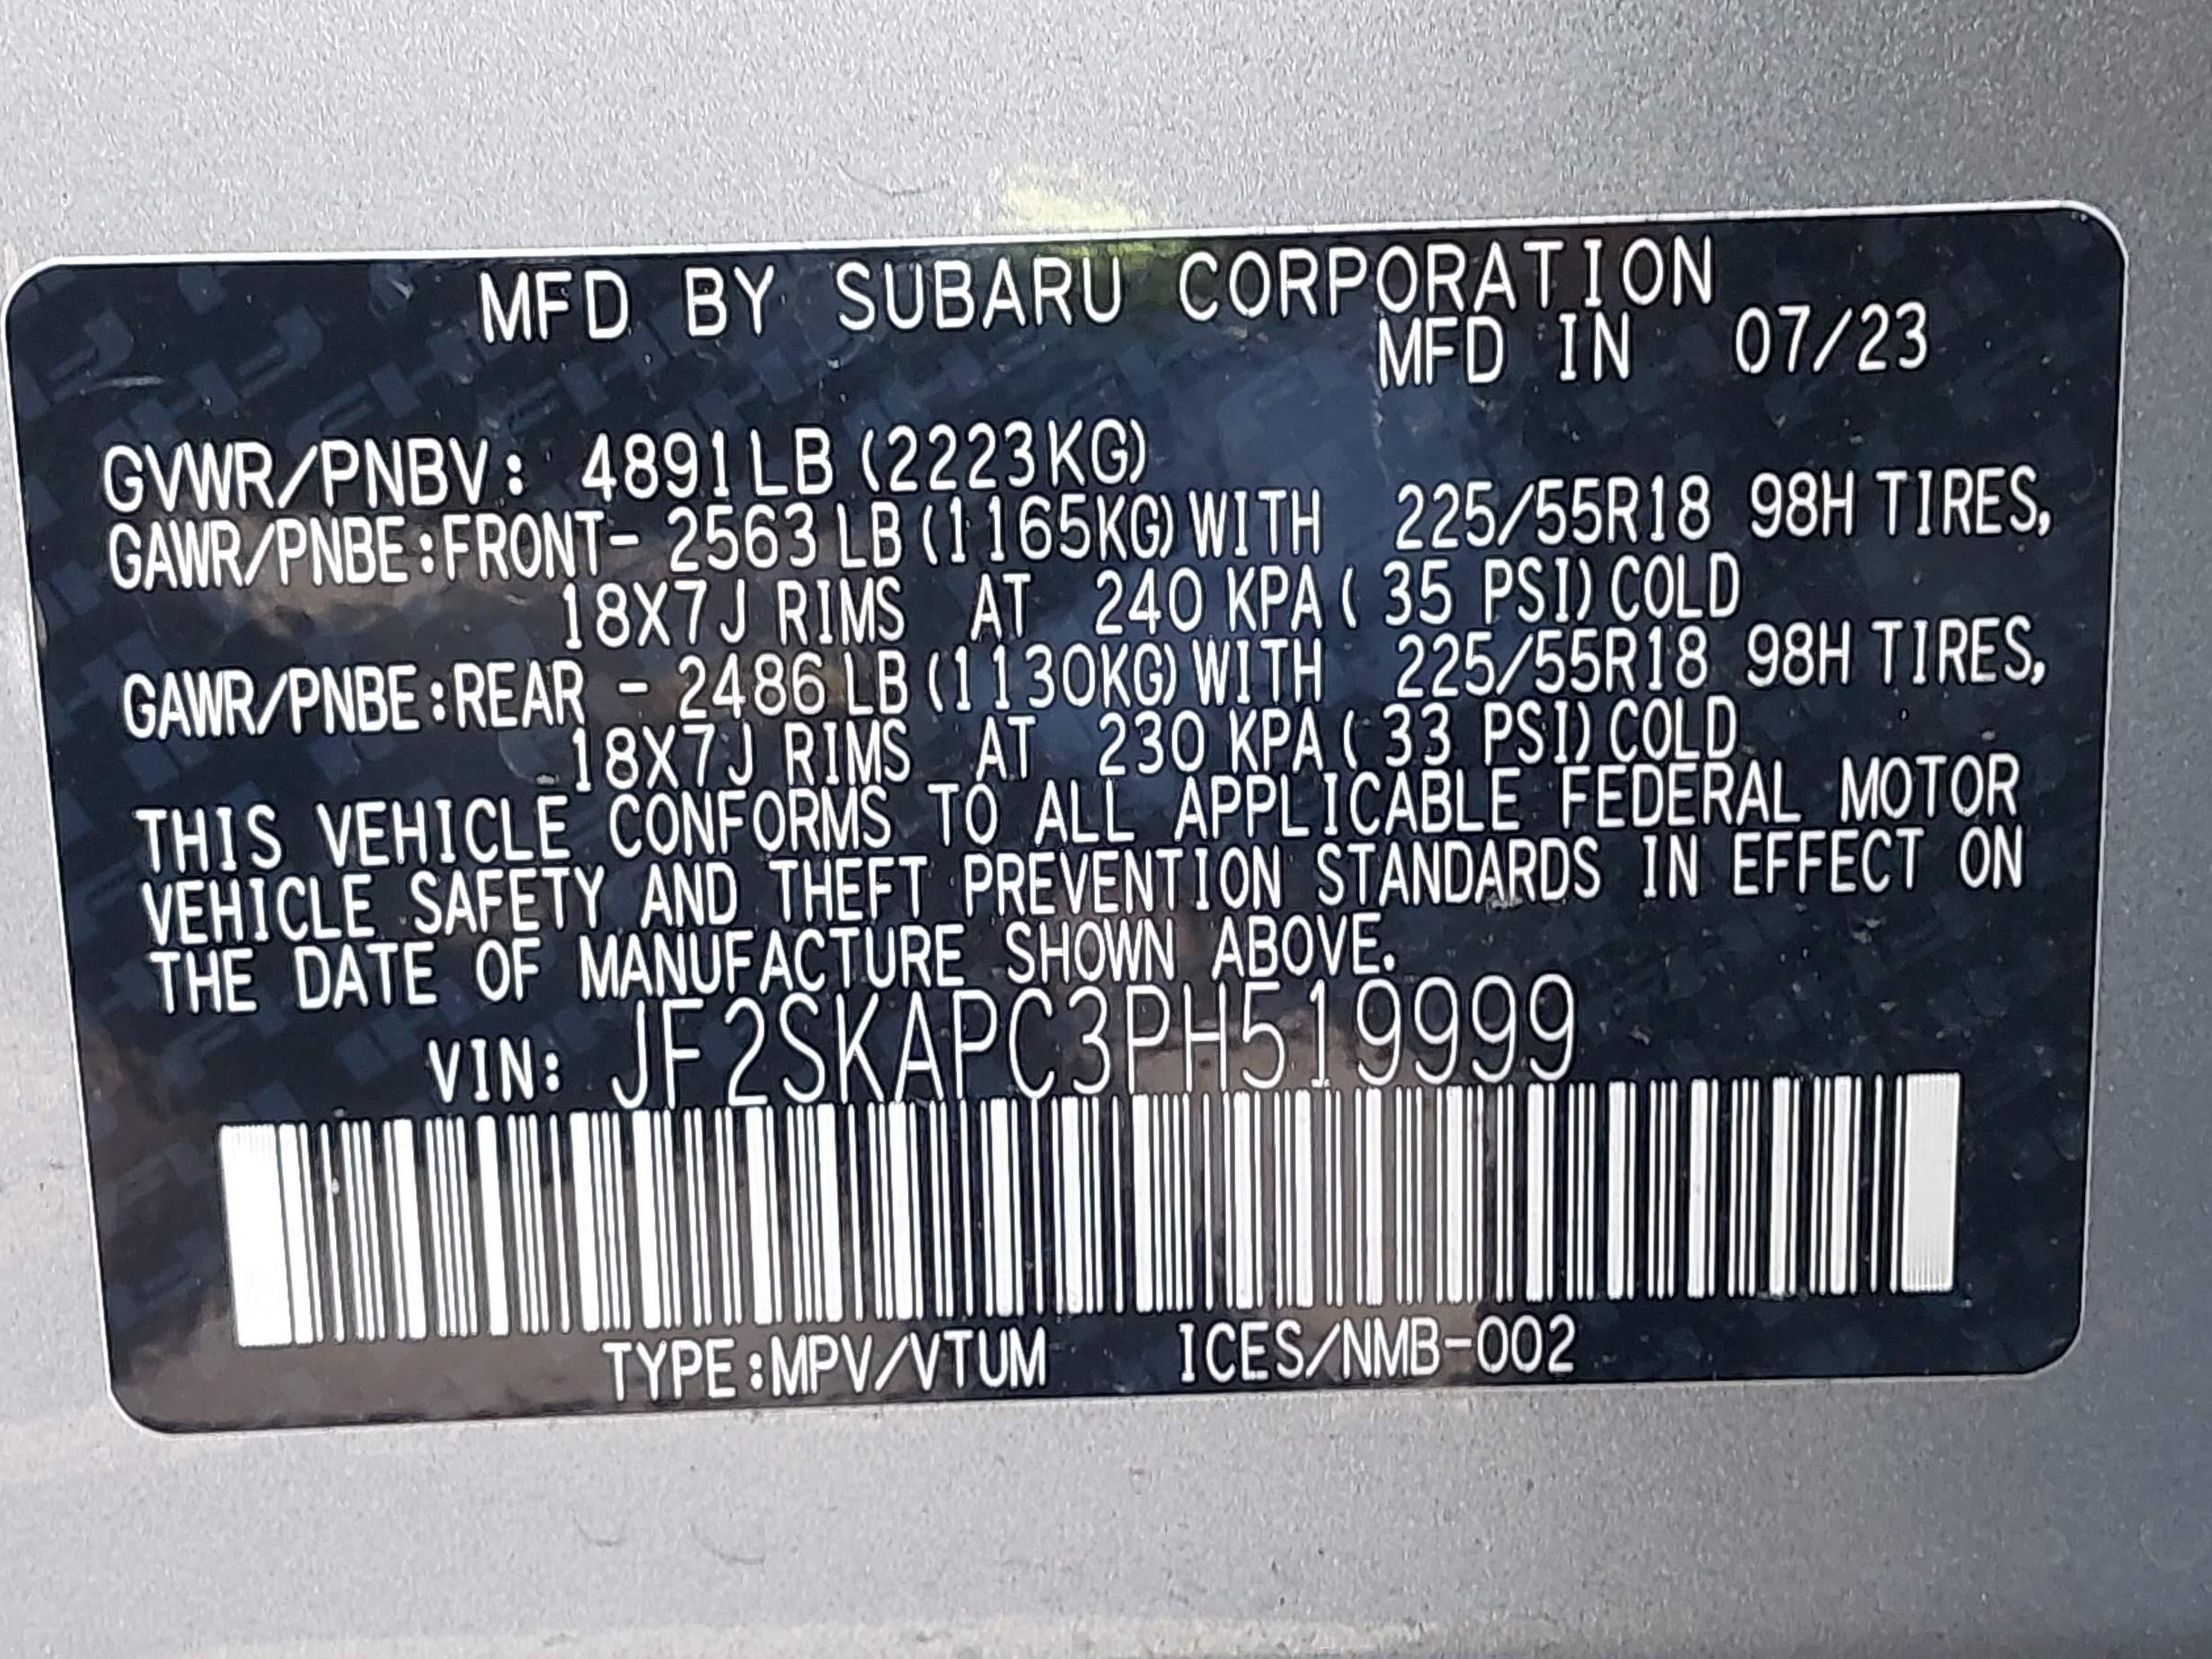 MFD BY SUBARU CORPORATION
MFD IN 07/23
GVWR/PNBV: 4891LB (2223KG)
GAWR/PNBE:FRONT- 2563 LB (1165KG) WITH 225/55R18 98H TIRES,
18X7J RIMS AT 240 KPA ( 35 PSI) COLD
GAWR/PNBE:REAR - 2486 LB (1130KG) WITH 225/55R18 98H TIRES,
18X7J RIMS AT 230 KPA ( 33 PSI) COLD
THIS VEHICLE CONFORMS TO ALL APPLICABLE FEDERAL MOTOR
VEHICLE SAFETY AND THEFT PREVENTION STANDARDS IN EFFECT ON
THE DATE OF MANUFACTURE SHOWN ABOVE.
VIN: JF2SKAPC3PH519999
TYPE:MPV/VTUM ICES/NMB-002